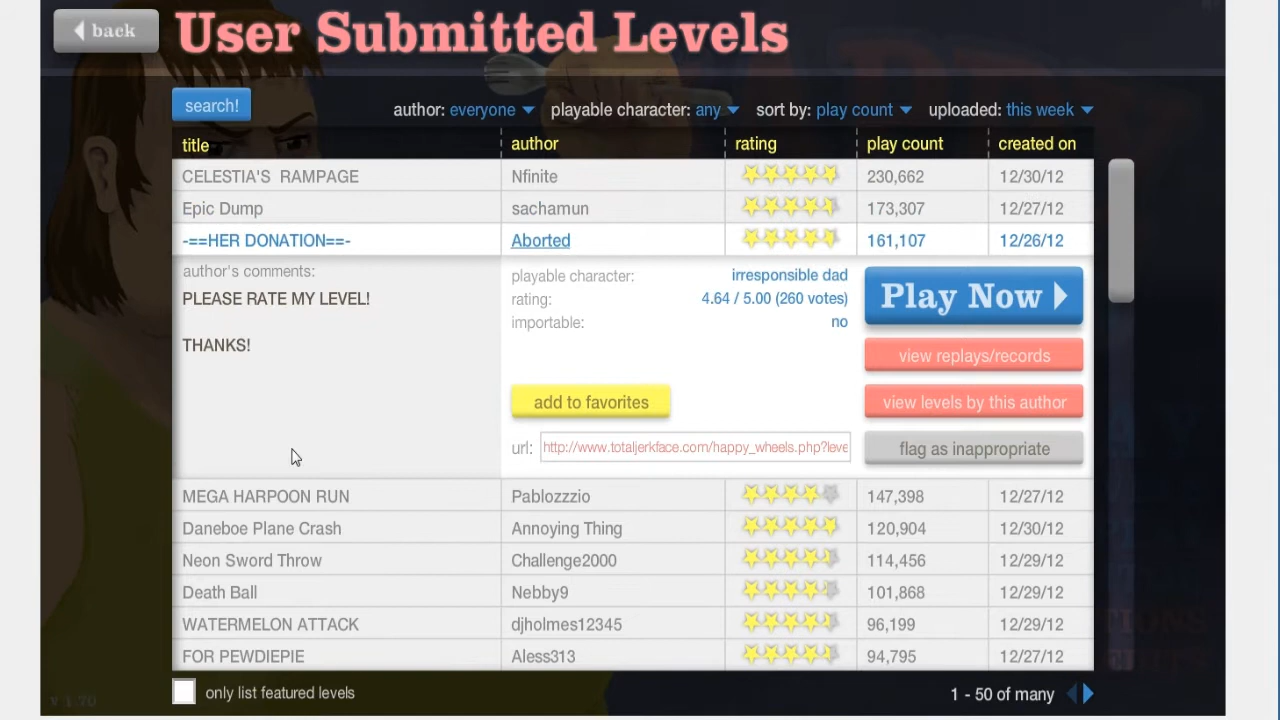 back
User Submitted Levels
search!
author: everyone playable character: any sort by: play count uploaded: this week
title author rating play count created on
CELESTIA'S RAMPAGE Nfinite 230,662 12/30/12
Epic Dump sachamun 173,307 12/27/12
-==HER DONATION==- Aborted 161,107 12/26/12
author's comments:
PLEASE RATE MY LEVEL!
THANKS!
playable character: irresponsible dad
rating: 4.64 / 5.00 (260 votes)
importable: no
add to favorites
url: http://www.totaljerkface.com/happy_wheels.php?leve
Play Now
view replays/records
view levels by this author
flag as inappropriate
MEGA HARPOON RUN Pablozzzio 147,398 12/27/12
Daneboe Plane Crash Annoying Thing 120,904 12/30/12
Neon Sword Throw Challenge2000 114,456 12/29/12
Death Ball Nebby9 101,868 12/29/12
WATERMELON ATTACK djholmes12345 96,199 12/29/12
FOR PEWDIEPIE Aless313 94,795 12/27/12
only list featured levels 1 - 50 of many
v 1.70